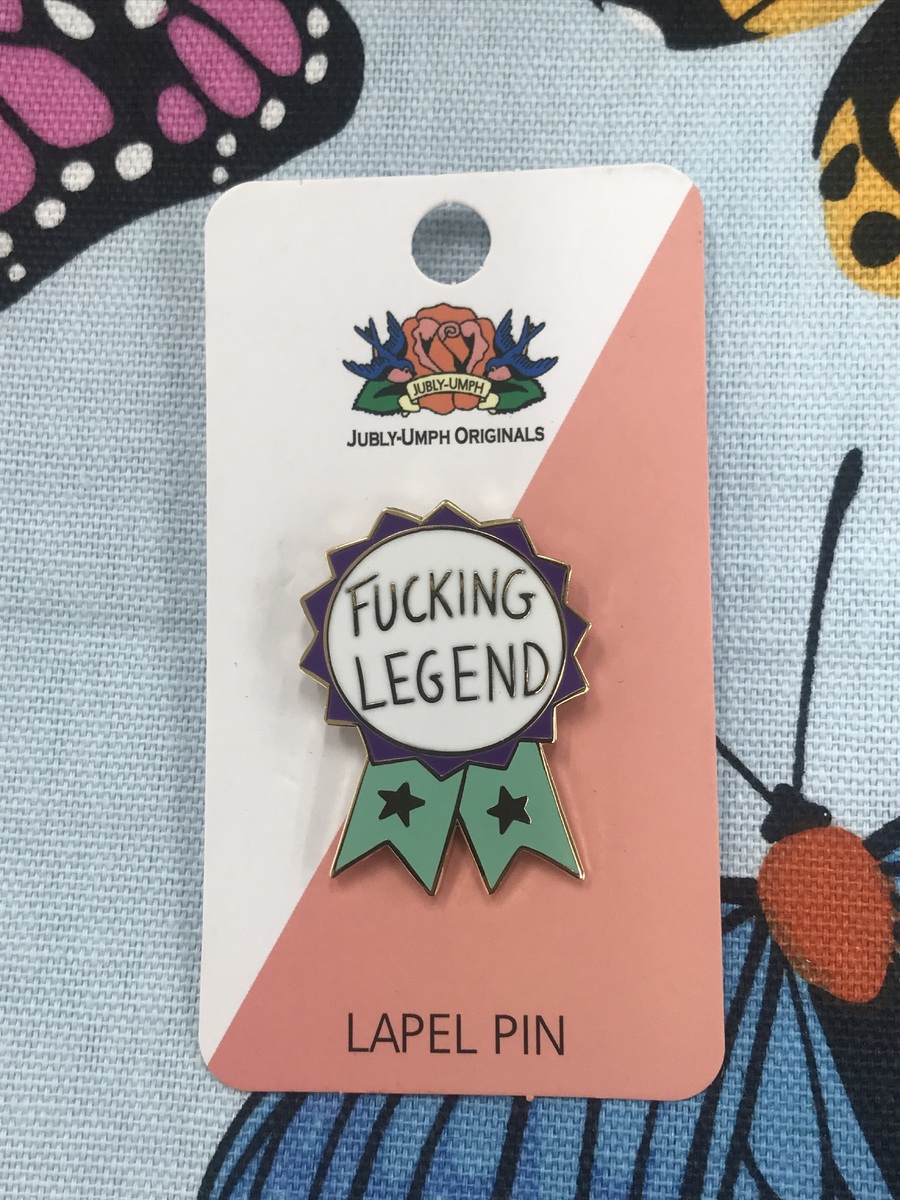 JUBLY-UMPH
JUBLY-UMPH ORIGINALS
FUCKING
LEGEND
LAPEL PIN